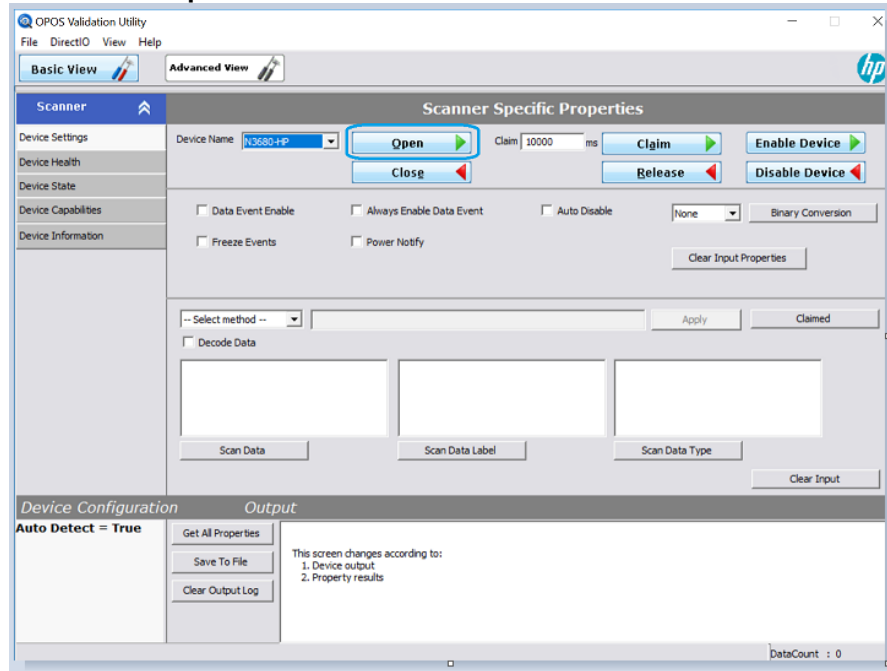 OPOS Validation Utility
File DirectIO View Help
Basic View
Advanced View
hp
Scanner
Scanner Specific Properties
Device Settings
Device Health
Device State
Device Capabilities
Device Information
Device Name N3680-HP Open Claim 10000 ms Claim Enable Device
Close Release Disable Device
Data Event Enable Always Enable Data Event Auto Disable None Binary Conversion
Freeze Events Power Notify
Clear Input Properties
-- Select method -- Apply Claimed
Decode Data
Scan Data Scan Data Label Scan Data Type
Clear Input
Device Configuration Output
Auto Detect = True
Get All Properties
Save To File
Clear Output Log
This screen changes according to:
1. Device output
2. Property results
DataCount : 0